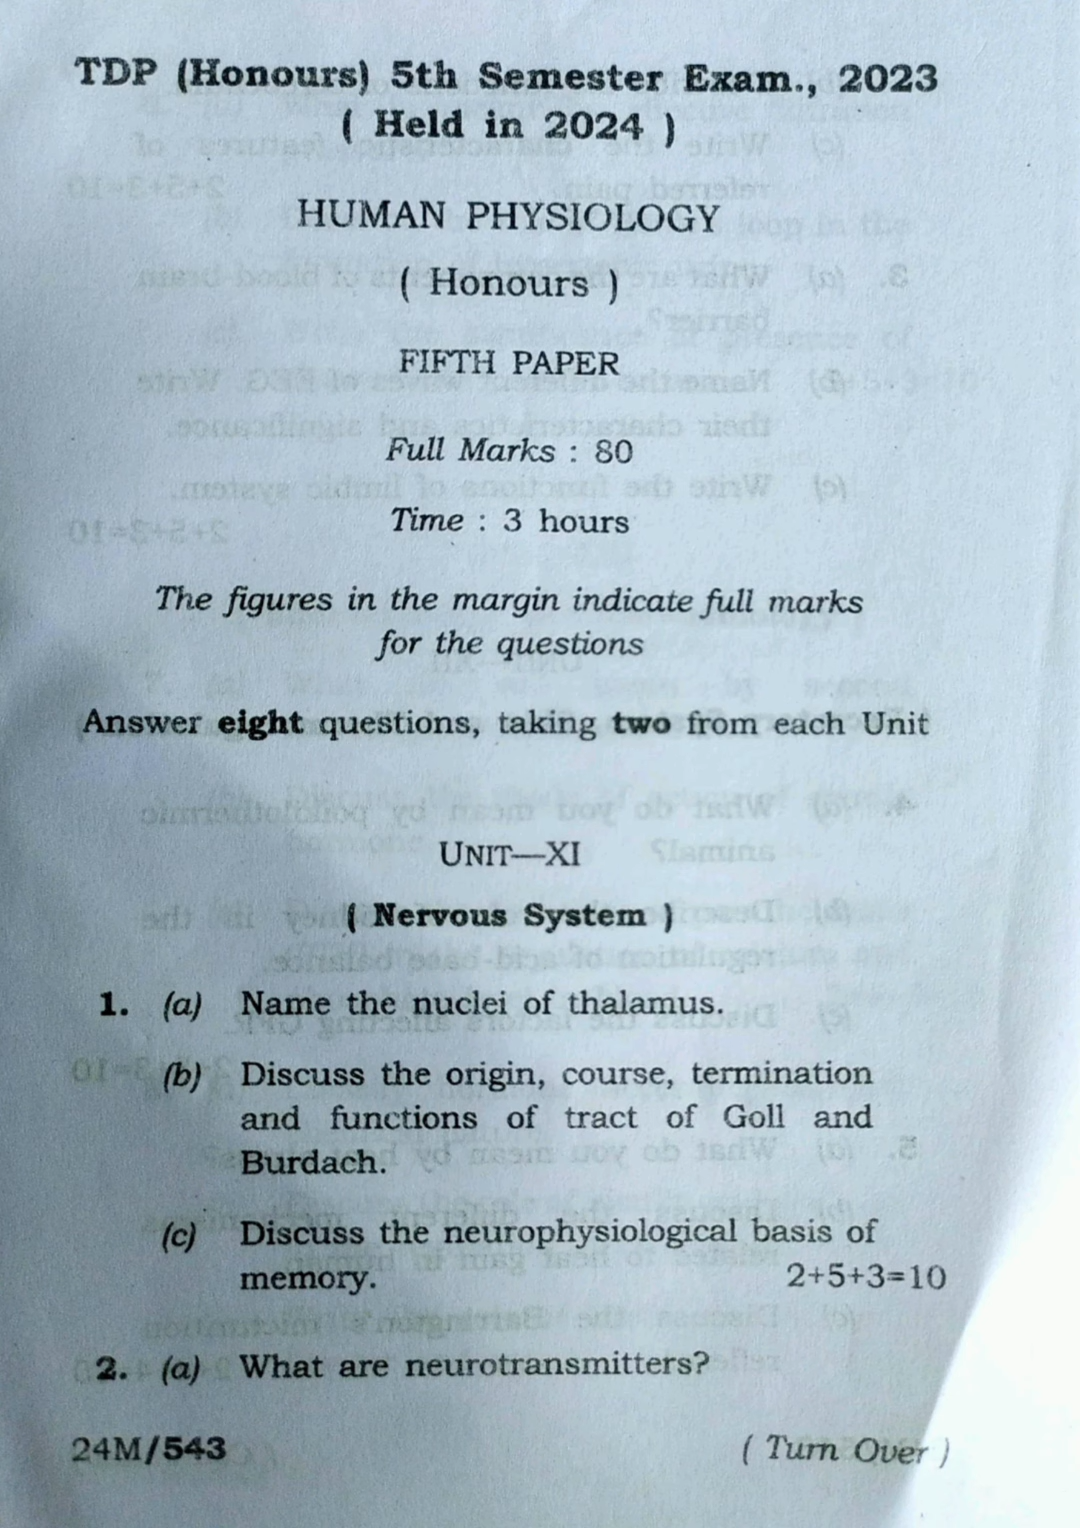 TDP (Honours) 5th Semester Exam., 2023
( Held in 2024 )
HUMAN PHYSIOLOGY
( Honours )
FIFTH PAPER
Full Marks : 80
Time : 3 hours
The figures in the margin indicate full marks
for the questions
Answer eight questions, taking two from each Unit
UNIT—XI
( Nervous System )
1. (a) Name the nuclei of thalamus.
(b) Discuss the origin, course, termination
and functions of tract of Goll and
Burdach.
(c) Discuss the neurophysiological basis of
memory. 2+5+3=10
2. (a) What are neurotransmitters?
24M/543 ( Turn Over )